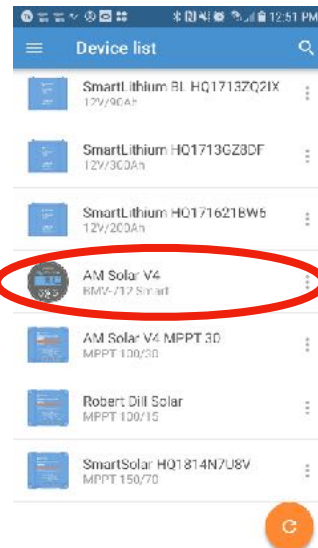 12:51 PM
Device list
SmartLithium BL HQ1713ZQ2IX
12V/90Ah
SmartLithium HQ1713GZ8DF
12V/300Ah
SmartLithium HQ171621BW6
12V/200Ah
AM Solar V4
BMV-712 Smart
AM Solar V4 MPPT 30
MPPT 100/30
Robert Dill Solar
MPPT 100/15
SmartSolar HQ1814N7U8V
MPPT 150/70